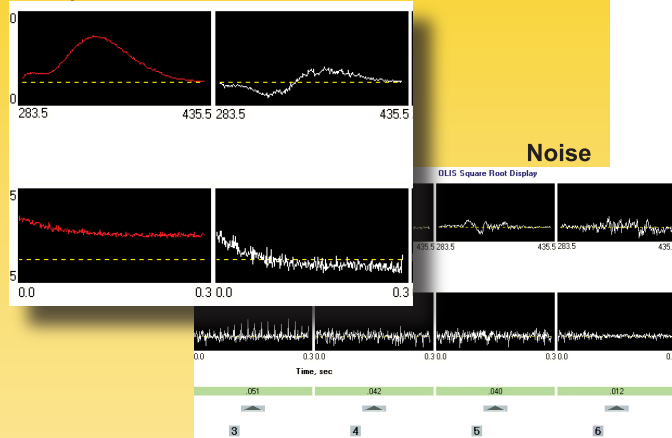 0
0
283.5 435.5 283.5 435.5
Noise
OLIS Square Root Display
5
5
435.5 283.5 435.5 283.5 435.
0.0 0.3 0.0 0.3
0.0 0.3 0.0 0.3 0.0 0.3 0.0
Time, sec
.051 .042 .040 .012
3 4 5 6